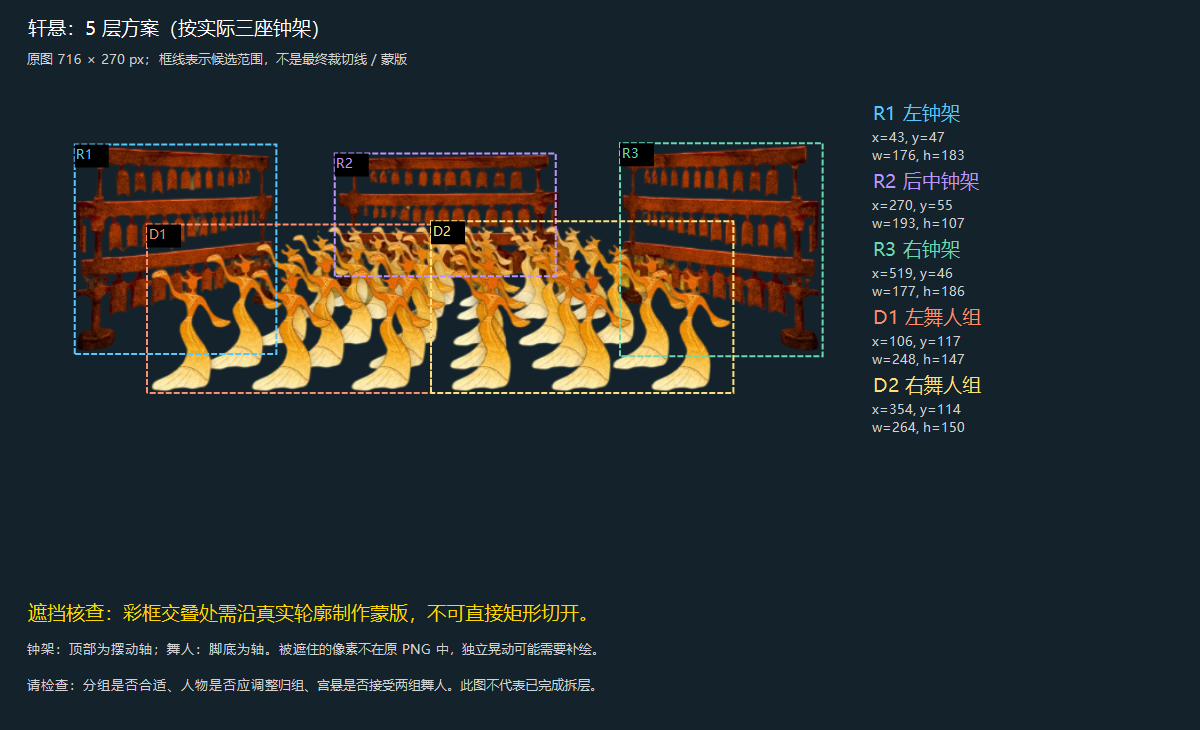 轩悬：5 层方案（按实际三座钟架）
原图 716 × 270 px；框线表示候选范围，不是最终裁切线 / 蒙版
R1
R2
R3
D1
D2
R1 左钟架
x=43, y=47
w=176, h=183
R2 后中钟架
x=270, y=55
w=193, h=107
R3 右钟架
x=519, y=46
w=177, h=186
D1 左舞人组
x=106, y=117
w=248, h=147
D2 右舞人组
x=354, y=114
w=264, h=150
遮挡核查：彩框交叠处需沿真实轮廓制作蒙版，不可直接矩形切开。
钟架：顶部为摆动轴；舞人：脚底为轴。被遮住的像素不在原 PNG 中，独立晃动可能需要补绘。
请检查：分组是否合适、人物是否应调整归组、宫悬是否接受两组舞人。此图不代表已完成拆层。